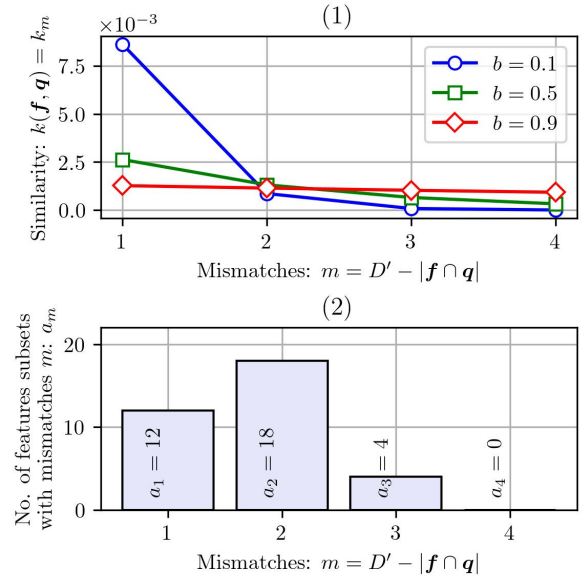 (1)
×10⁻³
Similarity: k(f, q) = k_m
7.5
5.0
2.5
0.0
b = 0.1
b = 0.5
b = 0.9
1 2 3 4
Mismatches: m = D′ − |f ∩ q|
(2)
No. of features subsets
with mismatches m: a_m
20
10
0
a₁ = 12
a₂ = 18
a₃ = 4
a₄ = 0
1 2 3 4
Mismatches: m = D′ − |f ∩ q|